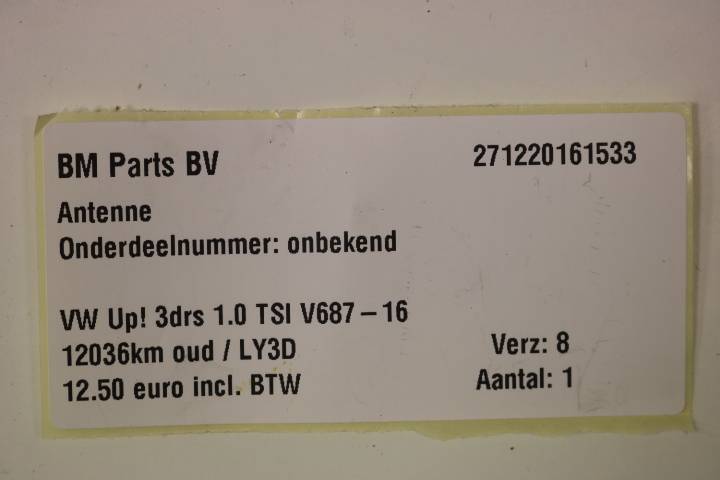 BM Parts BV 271220161533
Antenne
Onderdeelnummer: onbekend
VW Up! 3drs 1.0 TSI V687-16
12036km oud / LY3D Verz: 8
12.50 euro incl. BTW Aantal: 1